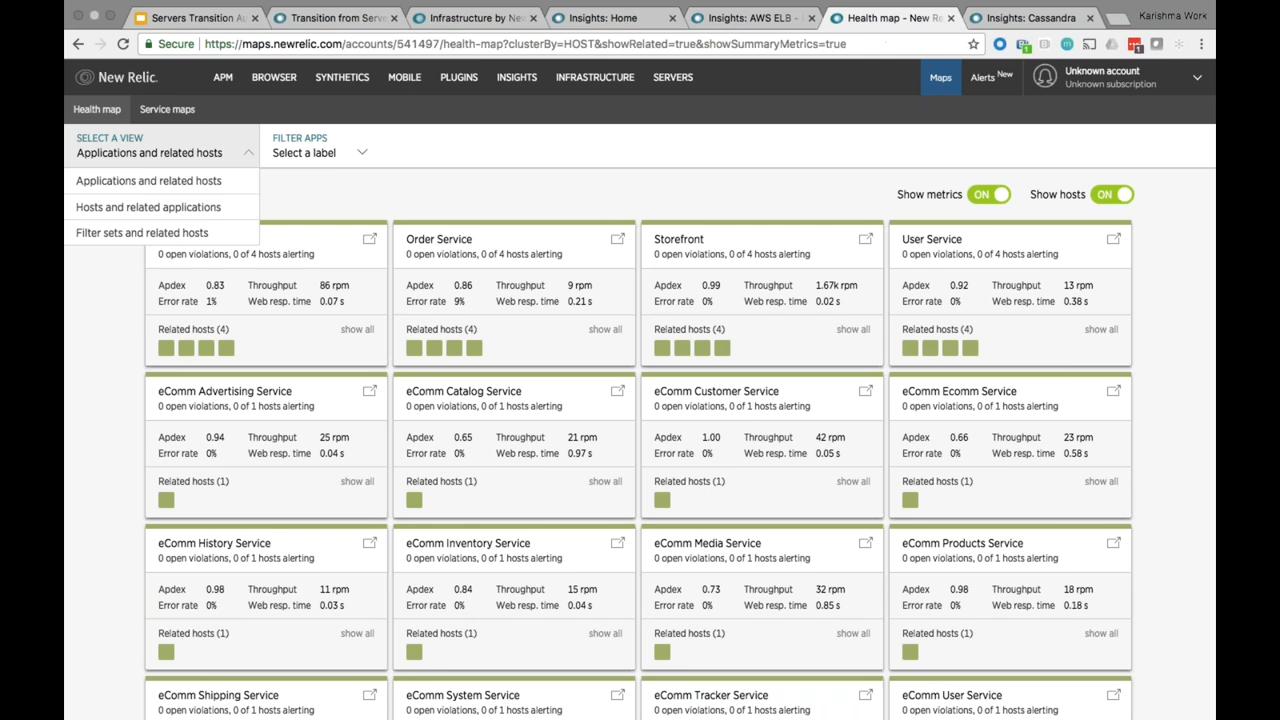 Servers Transition Au
Transition from Serve
Infrastructure by New
Insights: Home
Insights: AWS ELB -
Health map - New Re
Insights: Cassandra
Karishma Work
Secure
https://maps.newrelic.com/accounts/541497/health-map?clusterBy=HOST&showRelated=true&showSummaryMetrics=true
New Relic.
APM
BROWSER
SYNTHETICS
MOBILE
PLUGINS
INSIGHTS
INFRASTRUCTURE
SERVERS
Maps
Alerts New
Unknown account
Unknown subscription
Health map
Service maps
SELECT A VIEW
Applications and related hosts
FILTER APPS
Select a label
Applications and related hosts
Hosts and related applications
Filter sets and related hosts
Show metrics ON
Show hosts ON
0 open violations, 0 of 4 hosts alerting
Apdex 0.83 Throughput 86 rpm
Error rate 1% Web resp. time 0.07 s
Related hosts (4) show all
Order Service
0 open violations, 0 of 4 hosts alerting
Apdex 0.86 Throughput 9 rpm
Error rate 9% Web resp. time 0.21 s
Related hosts (4) show all
Storefront
0 open violations, 0 of 4 hosts alerting
Apdex 0.99 Throughput 1.67k rpm
Error rate 0% Web resp. time 0.02 s
Related hosts (4) show all
User Service
0 open violations, 0 of 4 hosts alerting
Apdex 0.92 Throughput 13 rpm
Error rate 0% Web resp. time 0.38 s
Related hosts (4) show all
eComm Advertising Service
0 open violations, 0 of 1 hosts alerting
Apdex 0.94 Throughput 25 rpm
Error rate 0% Web resp. time 0.04 s
Related hosts (1) show all
eComm Catalog Service
0 open violations, 0 of 1 hosts alerting
Apdex 0.65 Throughput 21 rpm
Error rate 0% Web resp. time 0.97 s
Related hosts (1) show all
eComm Customer Service
0 open violations, 0 of 1 hosts alerting
Apdex 1.00 Throughput 42 rpm
Error rate 0% Web resp. time 0.05 s
Related hosts (1) show all
eComm Ecomm Service
0 open violations, 0 of 1 hosts alerting
Apdex 0.66 Throughput 23 rpm
Error rate 0% Web resp. time 0.58 s
Related hosts (1) show all
eComm History Service
0 open violations, 0 of 1 hosts alerting
Apdex 0.98 Throughput 11 rpm
Error rate 0% Web resp. time 0.03 s
Related hosts (1) show all
eComm Inventory Service
0 open violations, 0 of 1 hosts alerting
Apdex 0.84 Throughput 15 rpm
Error rate 0% Web resp. time 0.04 s
Related hosts (1) show all
eComm Media Service
0 open violations, 0 of 1 hosts alerting
Apdex 0.73 Throughput 32 rpm
Error rate 0% Web resp. time 0.85 s
Related hosts (1) show all
eComm Products Service
0 open violations, 0 of 1 hosts alerting
Apdex 0.98 Throughput 18 rpm
Error rate 0% Web resp. time 0.18 s
Related hosts (1) show all
eComm Shipping Service
0 open violations, 0 of 1 hosts alerting
eComm System Service
0 open violations, 0 of 1 hosts alerting
eComm Tracker Service
0 open violations, 0 of 1 hosts alerting
eComm User Service
0 open violations, 0 of 1 hosts alerting